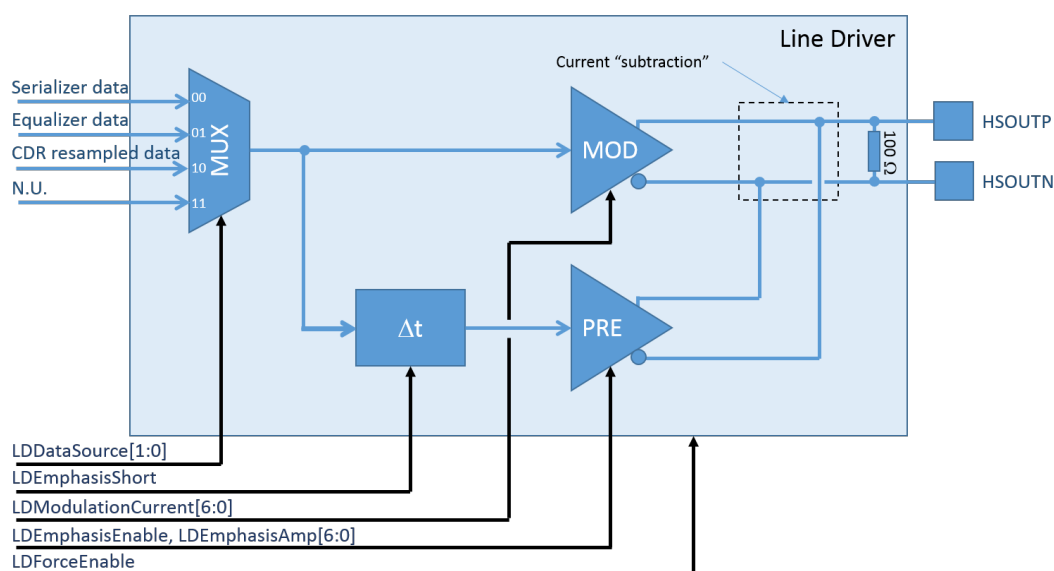 Line Driver
Current “subtraction”
Serializer data
Equalizer data
CDR resampled data
N.U.
00
01
10
11
MUX
MOD
PRE
Δt
100 Ω
HSOUTP
HSOUTN
LDDataSource[1:0]
LDEmphasisShort
LDModulationCurrent[6:0]
LDEmphasisEnable, LDEmphasisAmp[6:0]
LDForceEnable